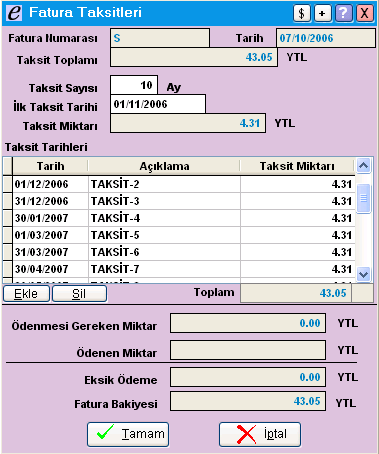 e Fatura Taksitleri $ + ? X
Fatura Numarası S Tarih 07/10/2006
Taksit Toplamı 43.05 YTL
Taksit Sayısı 10 Ay
İlk Taksit Tarihi 01/11/2006
Taksit Miktarı 4.31 YTL
Taksit Tarihleri
Tarih Açıklama Taksit Miktarı
01/12/2006 TAKSİT-2 4.31
31/12/2006 TAKSİT-3 4.31
30/01/2007 TAKSİT-4 4.31
01/03/2007 TAKSİT-5 4.31
31/03/2007 TAKSİT-6 4.31
30/04/2007 TAKSİT-7 4.31
Ekle Sil Toplam 43.05
Ödenmesi Gereken Miktar 0.00 YTL
Ödenen Miktar YTL
Eksik Ödeme 0.00 YTL
Fatura Bakiyesi 43.05 YTL
Tamam İptal